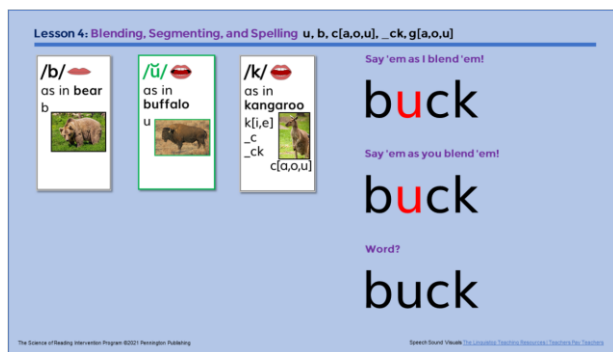 Lesson 4: Blending, Segmenting, and Spelling u, b, c[a,o,u], _ck, g[a,o,u]
/b/
as in bear
b
/ŭ/
as in
buffalo
u
/k/
as in
kangaroo
k[i,e]
_c
_ck
c[a,o,u]
Say 'em as I blend 'em!
buck
Say 'em as you blend 'em!
buck
Word?
buck
The Science of Reading Intervention Program ©2021 Pennington Publishing
Speech Sound Visuals The Linguistics Teaching Resources | Teachers Pay Teachers